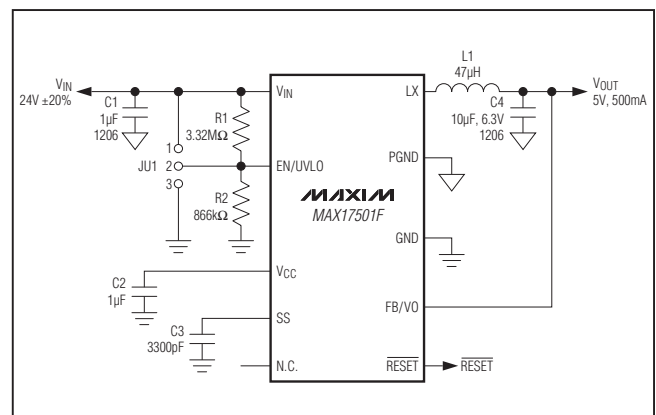 VIN
24V ±20%
C1
1µF
1206
JU1
1
2
3
R1
3.32MΩ
R2
866kΩ
C2
1µF
C3
3300pF
VIN
EN/UVLO
VCC
SS
N.C.
MAXIM
MAX17501F
LX
PGND
GND
FB/VO
RESET
L1
47µH
C4
10µF, 6.3V
1206
VOUT
5V, 500mA
RESET